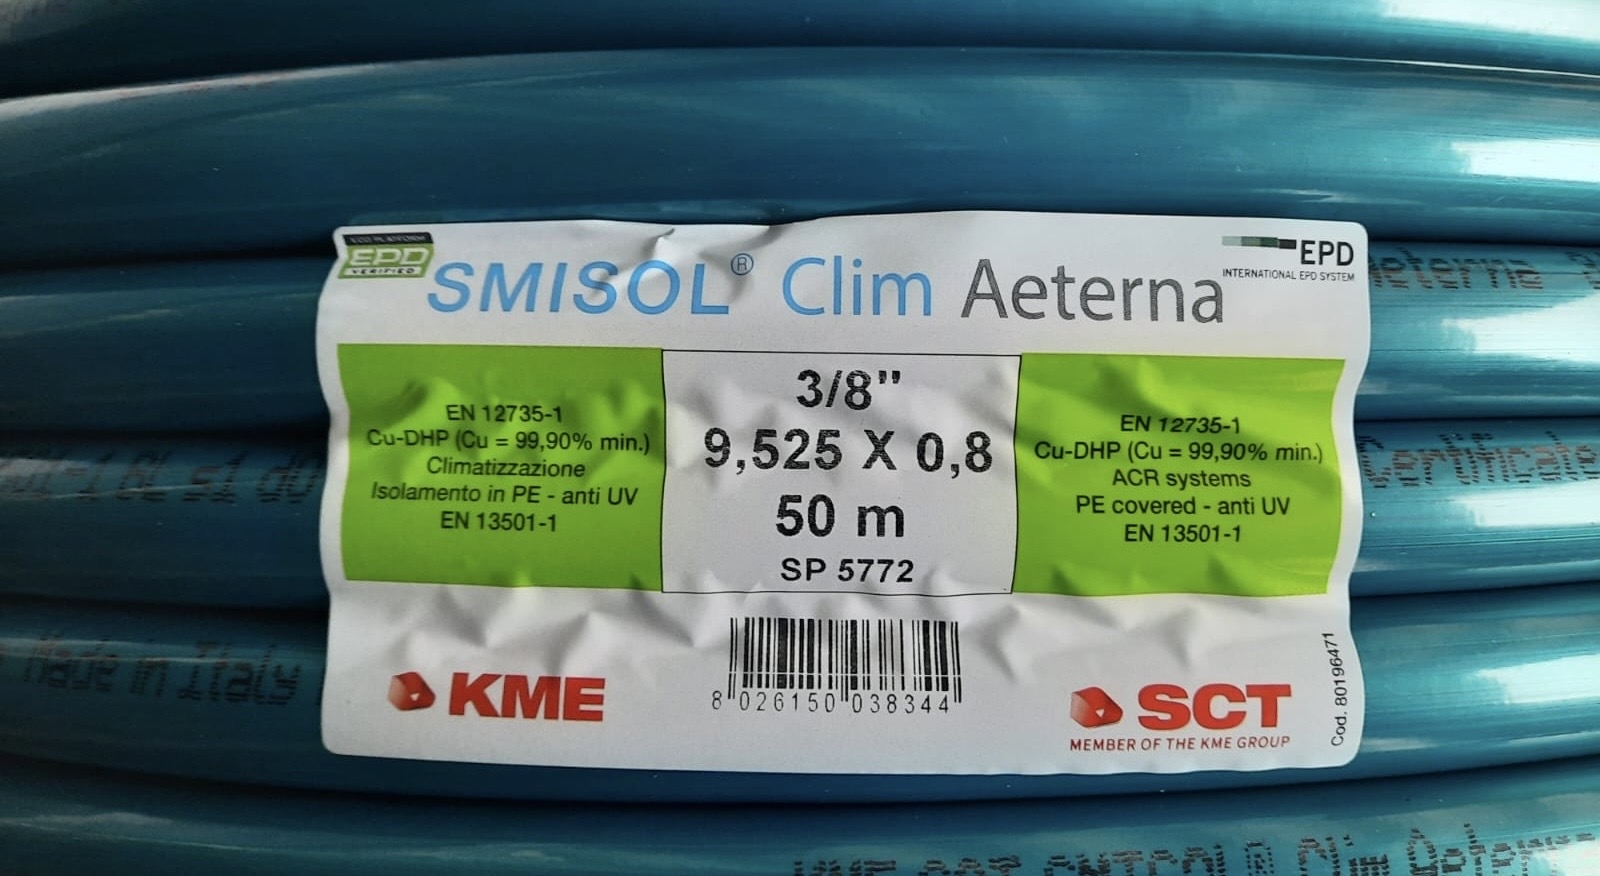 ECO PLATFORM
EPD
VERIFIED
SMISOL® Clim Aeterna
EPD
INTERNATIONAL EPD SYSTEM
EN 12735-1
Cu-DHP (Cu = 99,90% min.)
Climatizzazione
Isolamento in PE - anti UV
EN 13501-1
3/8"
9,525 X 0,8
50 m
SP 5772
EN 12735-1
Cu-DHP (Cu = 99,90% min.)
ACR systems
PE covered - anti UV
EN 13501-1
KME
8 026150 038344
SCT
MEMBER OF THE KME GROUP
Cod. 80196471
Aeterna
Certificate
Made in Italy